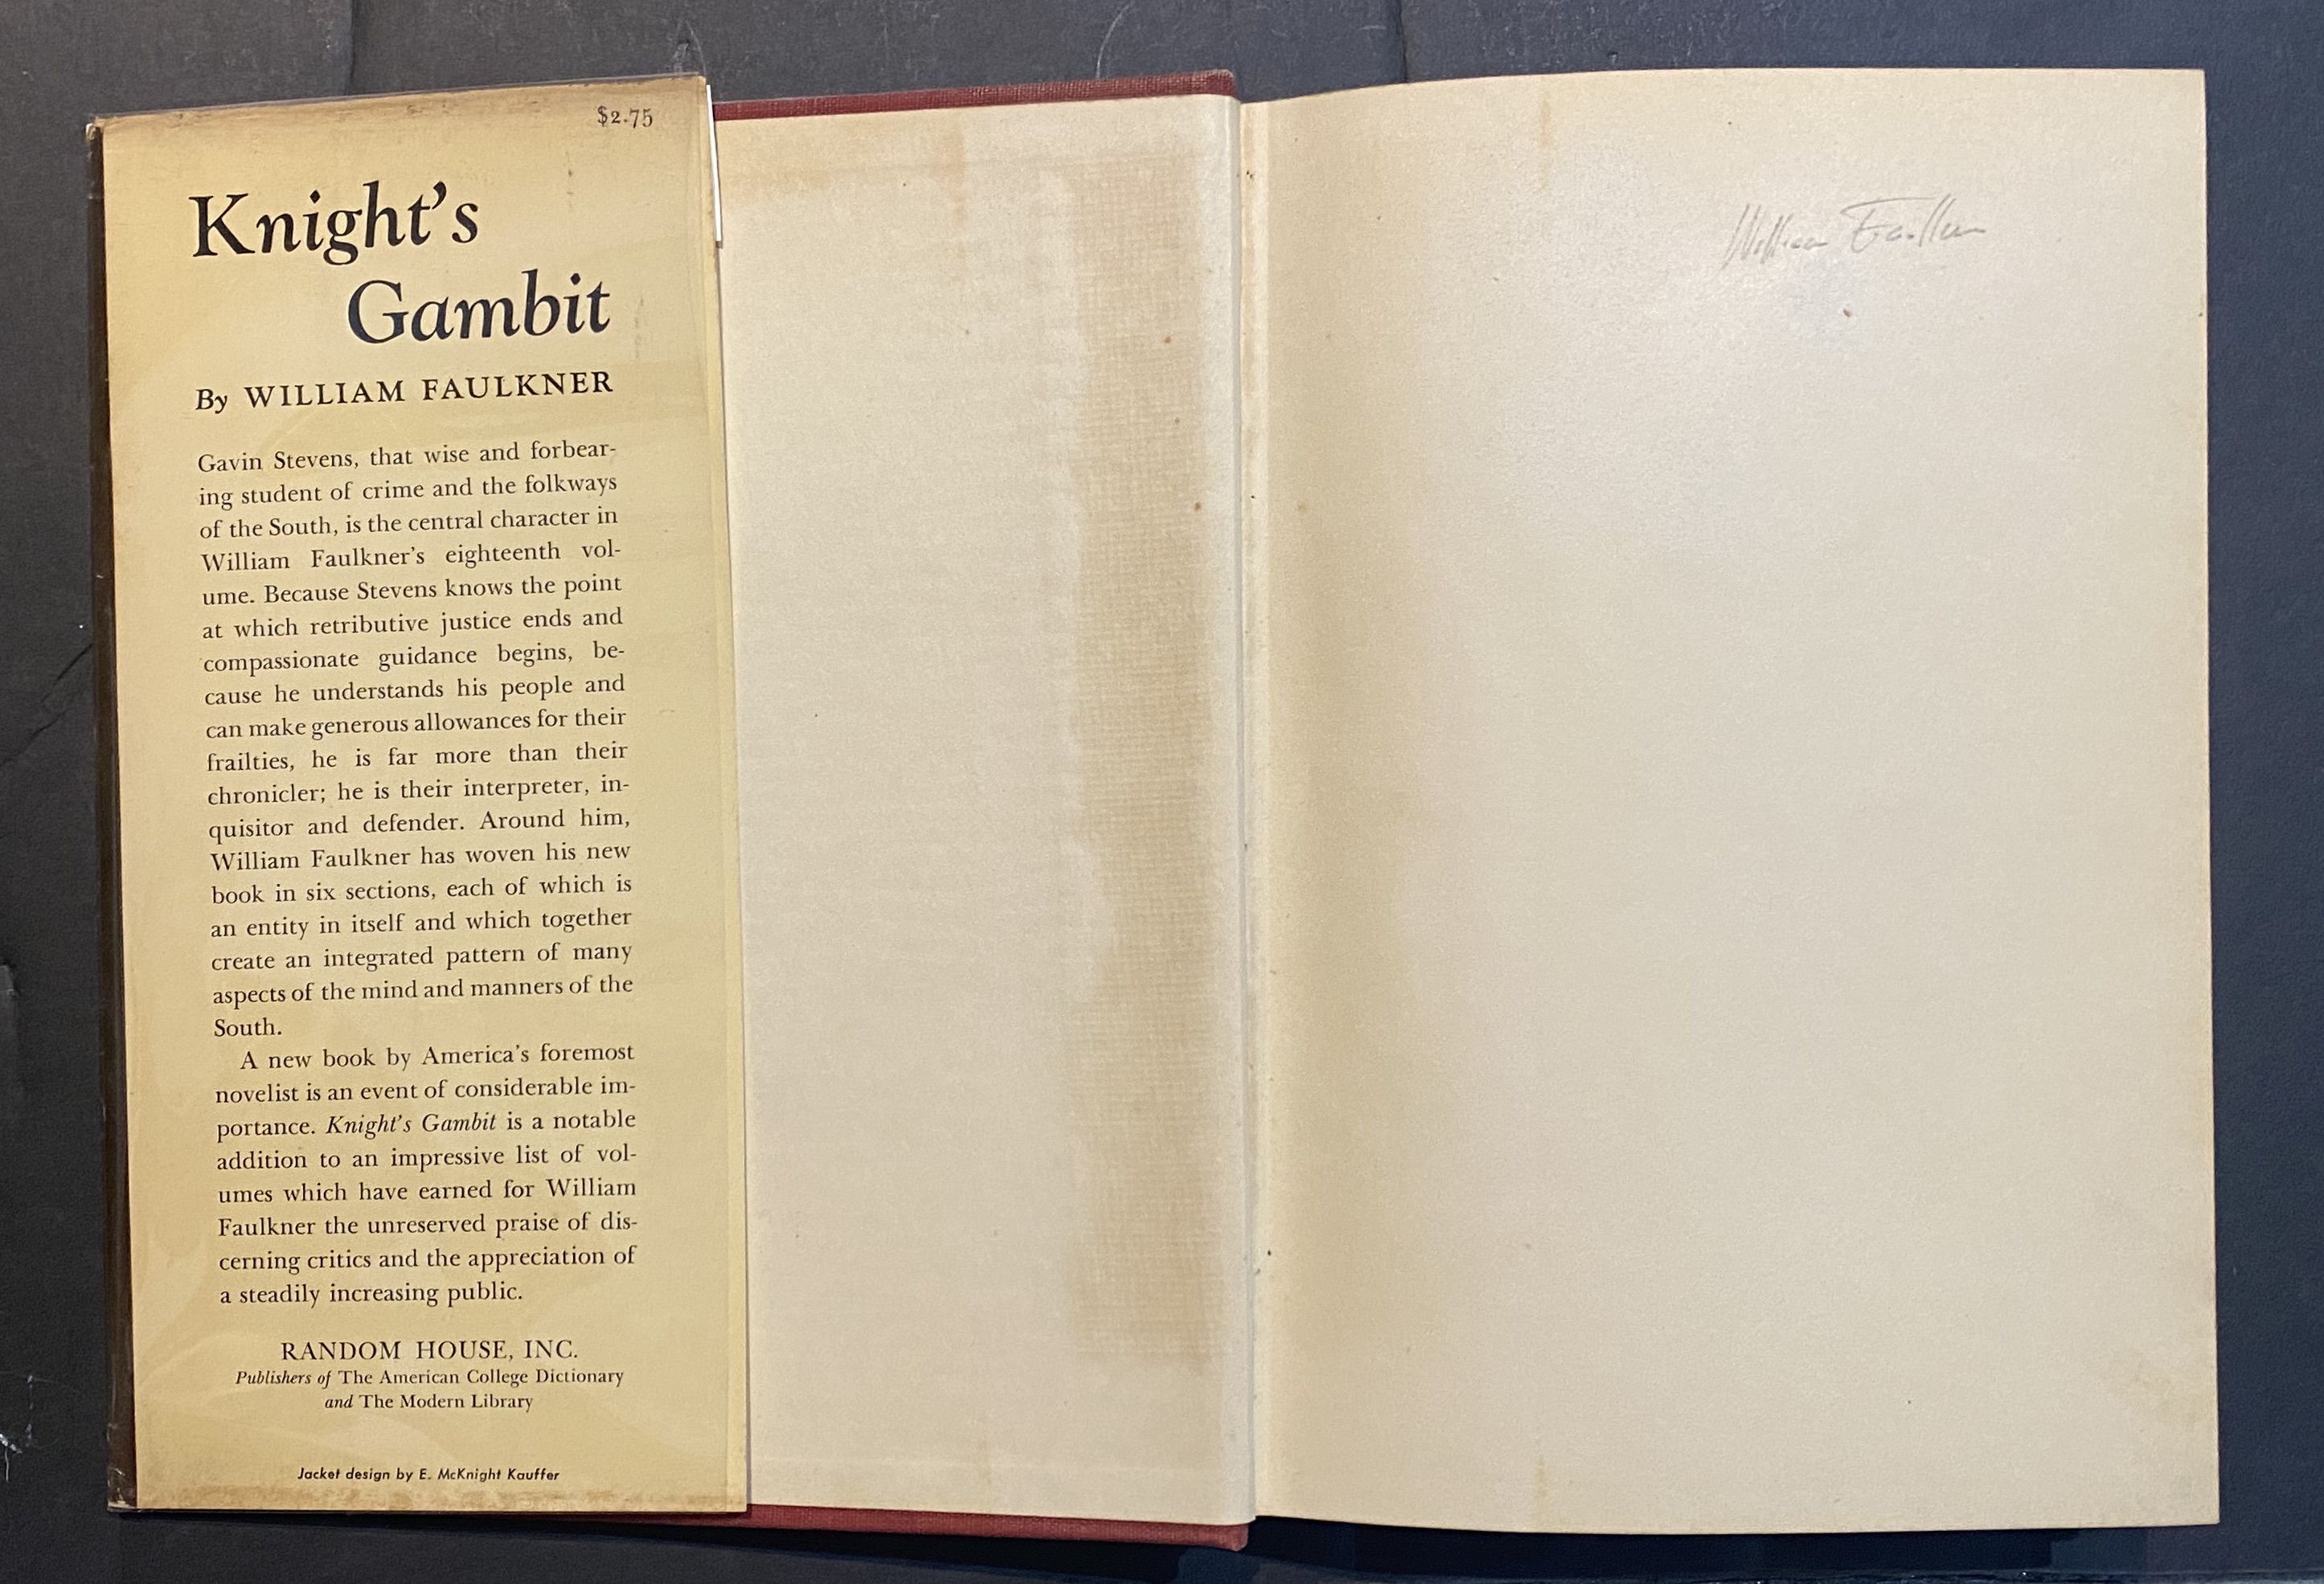 $2.75
Knight's
Gambit
By WILLIAM FAULKNER
Gavin Stevens, that wise and forbear-
ing student of crime and the folkways
of the South, is the central character in
William Faulkner's eighteenth vol-
ume. Because Stevens knows the point
at which retributive justice ends and
compassionate guidance begins, be-
cause he understands his people and
can make generous allowances for their
frailties, he is far more than their
chronicler; he is their interpreter, in-
quisitor and defender. Around him,
William Faulkner has woven his new
book in six sections, each of which is
an entity in itself and which together
create an integrated pattern of many
aspects of the mind and manners of the
South.
A new book by America's foremost
novelist is an event of considerable im-
portance. Knight's Gambit is a notable
addition to an impressive list of vol-
umes which have earned for William
Faulkner the unreserved praise of dis-
cerning critics and the appreciation of
a steadily increasing public.
RANDOM HOUSE, INC.
Publishers of The American College Dictionary
and The Modern Library
Jacket design by E. McKnight Kauffer
William Faulkner